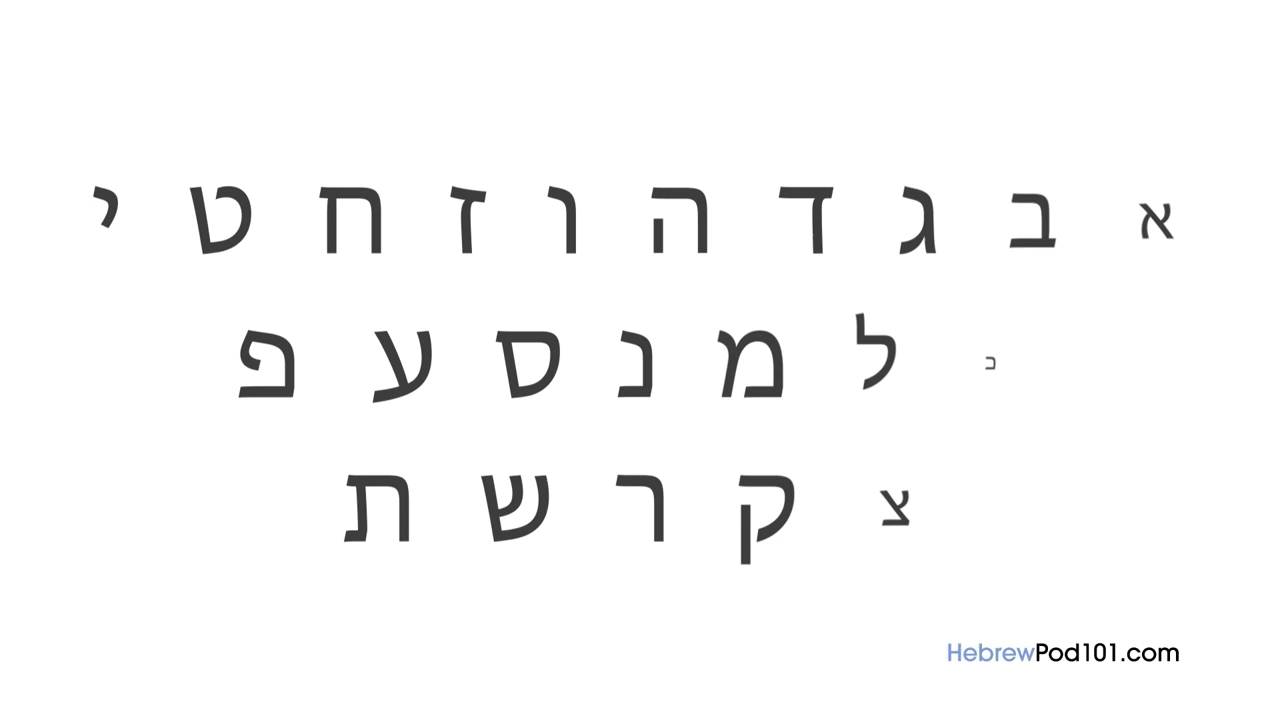 א ב ג ד ה ו ז ח ט י
כ ל מ נ ס ע פ
צ ק ר ש ת
HebrewPod101.com